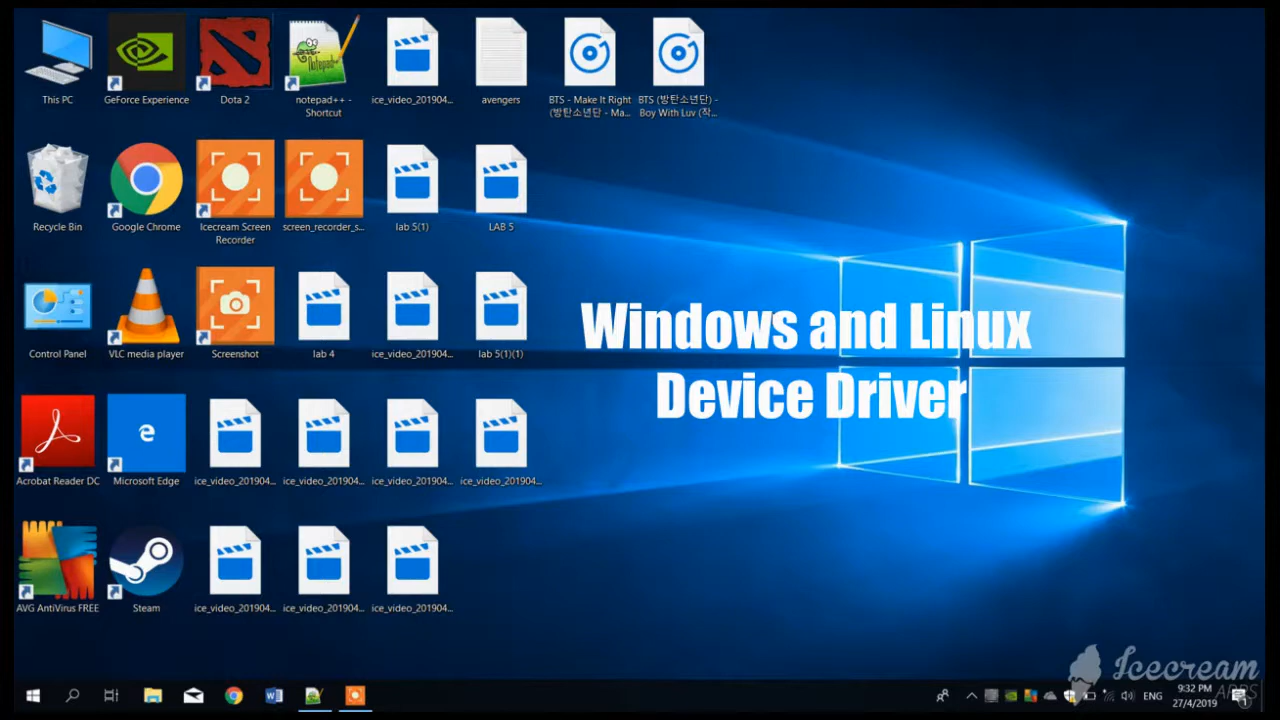 This PC
GeForce Experience
Dota 2
notepad++ -
Shortcut
ice_video_201904...
avengers
BTS - Make It Right
(방탄소년단 - Ma...
BTS (방탄소년단) -
Boy With Luv (작...
Recycle Bin
Google Chrome
Icecream Screen
Recorder
screen_recorder_s...
lab 5(1)
LAB 5
Control Panel
VLC media player
Screenshot
lab 4
ice_video_201904...
lab 5(1)(1)
Windows and Linux
Device Driver
Acrobat Reader DC
Microsoft Edge
ice_video_201904...
ice_video_201904...
ice_video_201904...
ice_video_201904...
AVG AntiVirus FREE
Steam
ice_video_201904...
ice_video_201904...
ice_video_201904...
Icecream
APPS
ENG
9:32 PM
27/4/2019
1